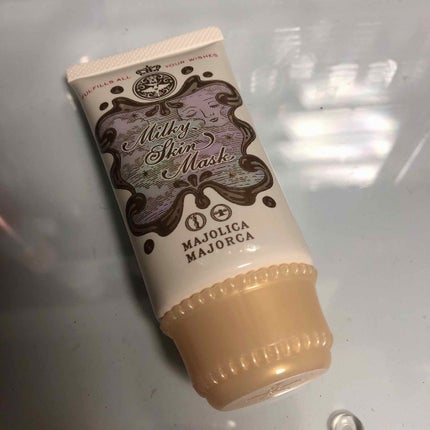 FULFILLS ALL YOUR WISHES
Milky
Skin
Mask
MAJOLICA
MAJORCA